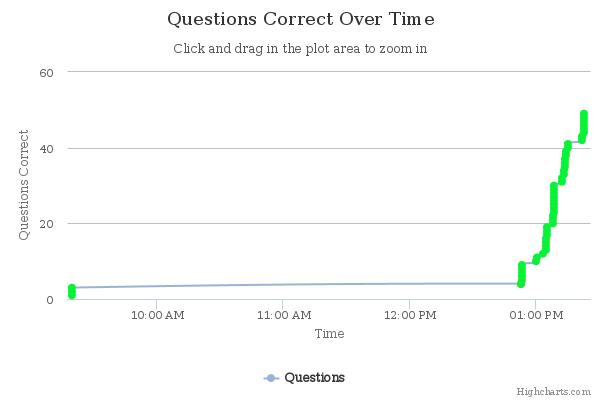 Questions Correct Over Time
Click and drag in the plot area to zoom in
Questions Correct
60
40
20
0
10:00 AM
11:00 AM
12:00 PM
01:00 PM
Time
Questions
Highcharts.com